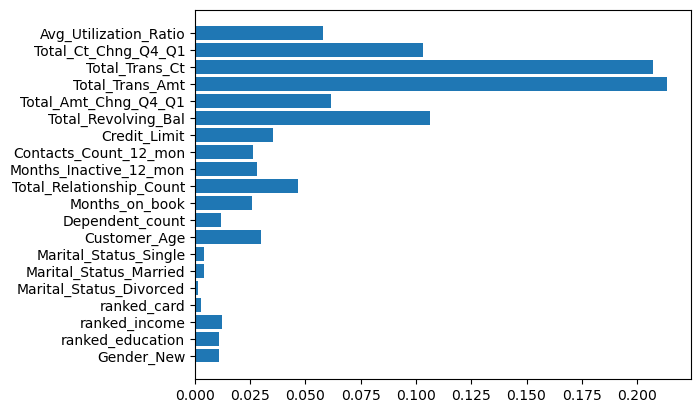 Avg_Utilization_Ratio
Total_Ct_Chng_Q4_Q1
Total_Trans_Ct
Total_Trans_Amt
Total_Amt_Chng_Q4_Q1
Total_Revolving_Bal
Credit_Limit
Contacts_Count_12_mon
Months_Inactive_12_mon
Total_Relationship_Count
Months_on_book
Dependent_count
Customer_Age
Marital_Status_Single
Marital_Status_Married
Marital_Status_Divorced
ranked_card
ranked_income
ranked_education
Gender_New
0.000 0.025 0.050 0.075 0.100 0.125 0.150 0.175 0.200